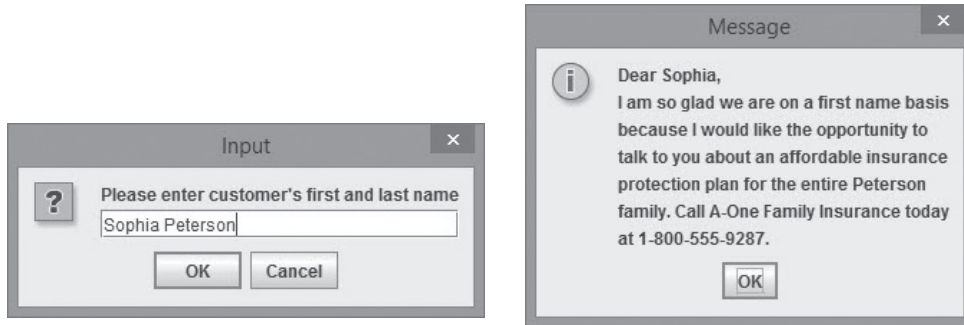 Input
×
?
Please enter customer's first and last name
Sophia Peterson
OK
Cancel
Message
×
i
Dear Sophia,
I am so glad we are on a first name basis
because I would like the opportunity to
talk to you about an affordable insurance
protection plan for the entire Peterson
family. Call A-One Family Insurance today
at 1-800-555-9287.
OK